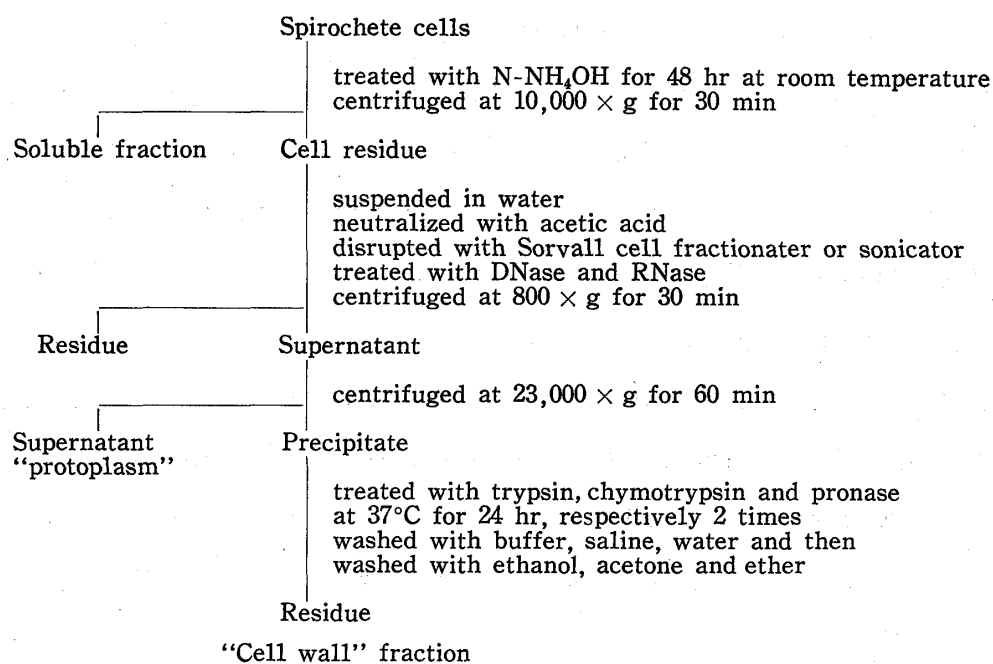 Spirochete cells
treated with N-NH₄OH for 48 hr at room temperature
centrifuged at 10,000 × g for 30 min
Soluble fraction Cell residue
suspended in water
neutralized with acetic acid
disrupted with Sorvall cell fractionater or sonicator
treated with DNase and RNase
centrifuged at 800 × g for 30 min
Residue Supernatant
centrifuged at 23,000 × g for 60 min
Supernatant Precipitate
“protoplasm”
treated with trypsin, chymotrypsin and pronase
at 37°C for 24 hr, respectively 2 times
washed with buffer, saline, water and then
washed with ethanol, acetone and ether
Residue
“Cell wall” fraction